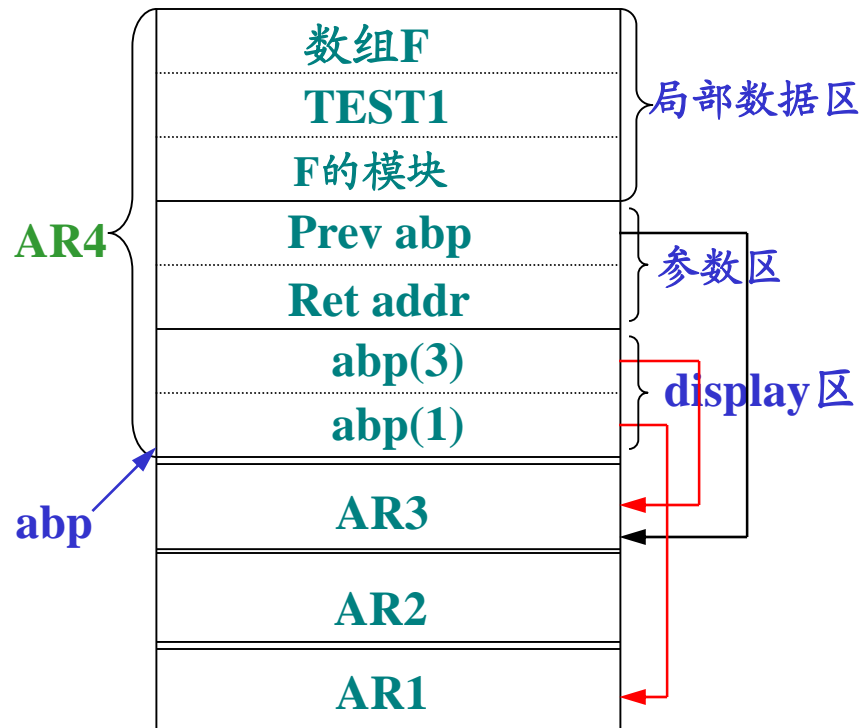 数组F
TEST1
局部数据区
F的模块
AR4
Prev abp
参数区
Ret addr
abp(3)
display区
abp(1)
abp
AR3
AR2
AR1